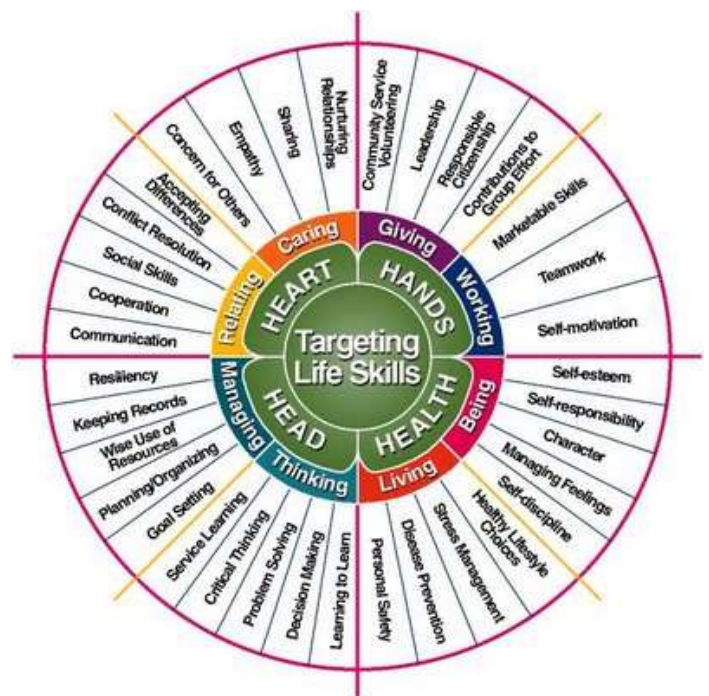 Targeting
Life Skills
HEART
HANDS
HEALTH
HEAD
Caring
Giving
Working
Being
Living
Thinking
Managing
Relating
Nurturing
Relationships
Sharing
Empathy
Concern for Others
Accepting
Differences
Conflict Resolution
Social Skills
Cooperation
Communication
Community Service
Volunteering
Leadership
Responsible
Citizenship
Contributions to
Group Effort
Marketable Skills
Teamwork
Self-motivation
Self-esteem
Self-responsibility
Character
Managing Feelings
Self-discipline
Healthy Lifestyle
Choices
Stress Management
Disease Prevention
Personal Safety
Learning to Learn
Decision Making
Problem Solving
Critical Thinking
Service Learning
Goal Setting
Planning/Organizing
Wise Use of
Resources
Keeping Records
Resiliency